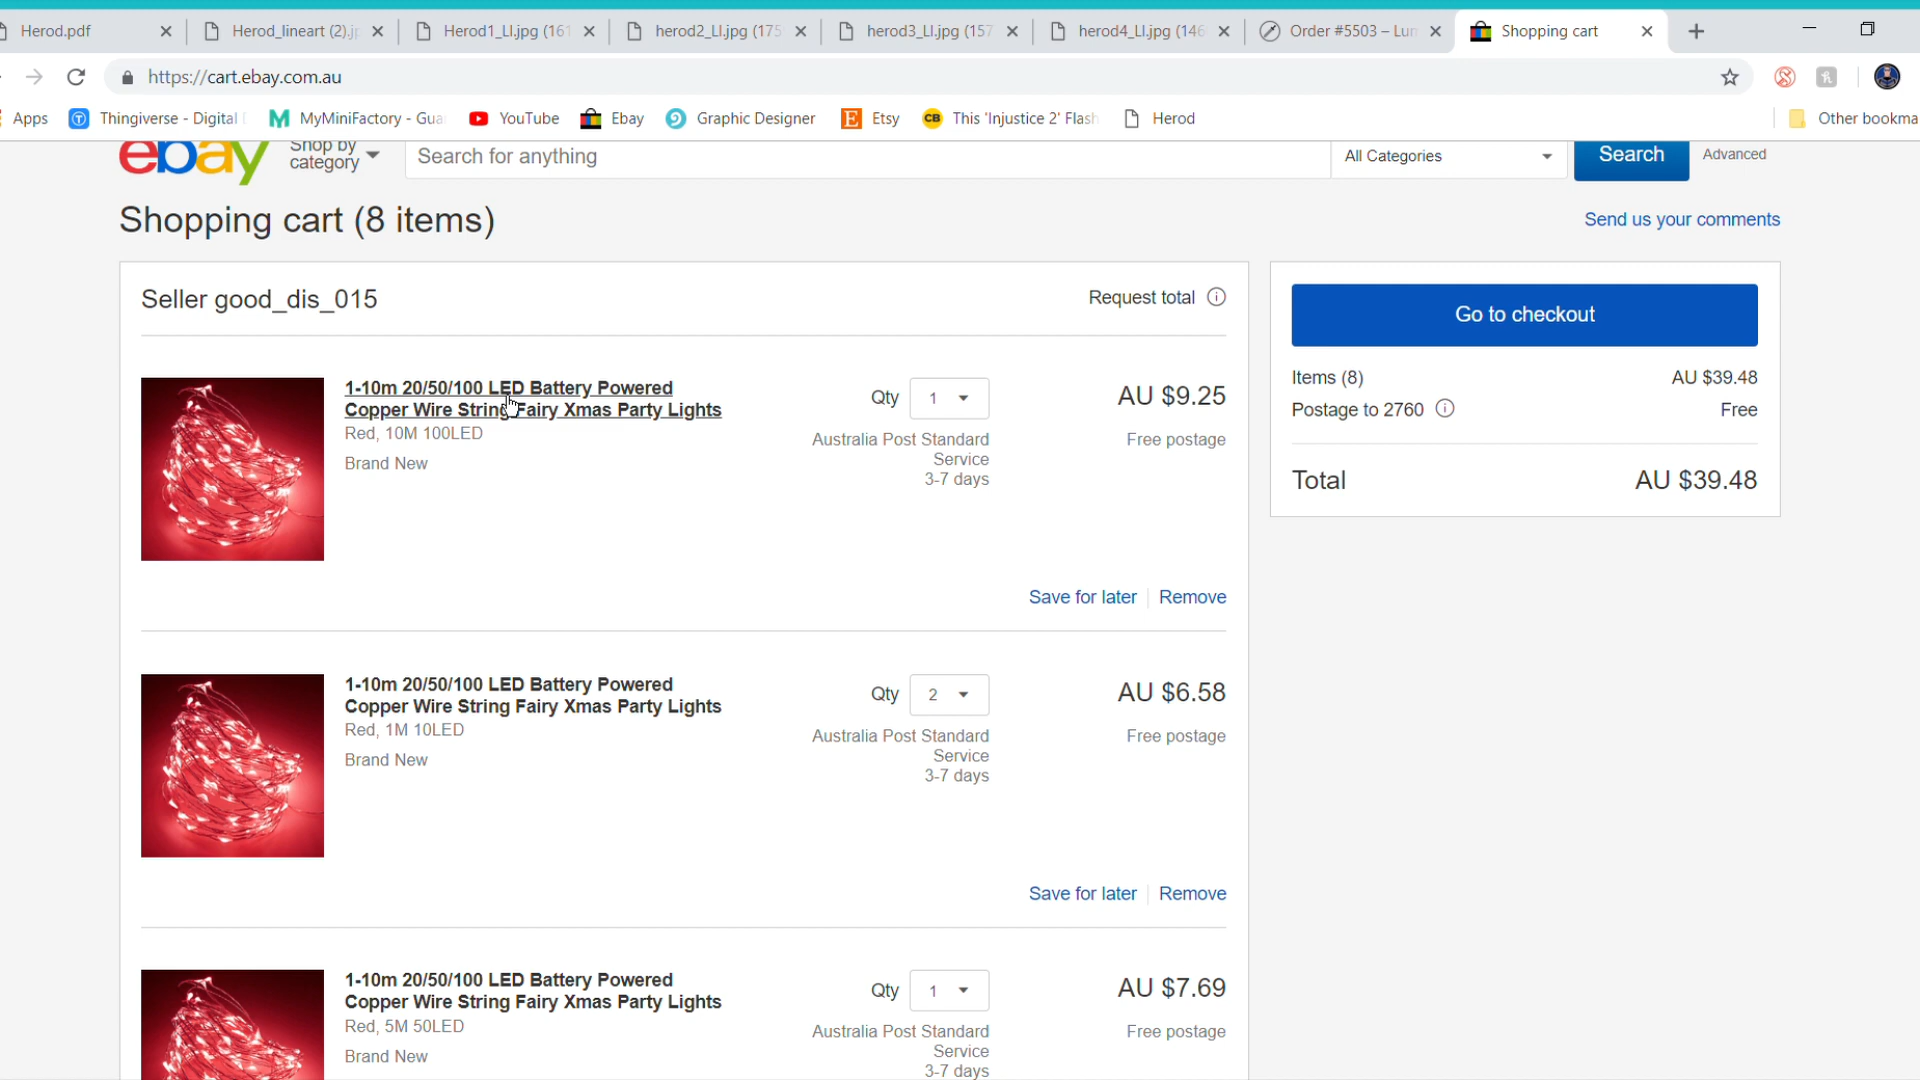 Herod.pdf
Herod_lineart (2).j
Herod1_LI.jpg (161
herod2_LI.jpg (175
herod3_LI.jpg (157
herod4_LI.jpg (146
Order #5503 – Lum
Shopping cart
https://cart.ebay.com.au
Apps
Thingiverse - Digital
MyMiniFactory - Gua
YouTube
Ebay
Graphic Designer
Etsy
CB
This 'Injustice 2' Flash
Herod
Other bookma
ebay
Shop by
category
Search for anything
All Categories
Search
Advanced
Shopping cart (8 items)
Send us your comments
Seller good_dis_015
Request total
1-10m 20/50/100 LED Battery Powered
Copper Wire String Fairy Xmas Party Lights
Red, 10M 100LED
Brand New
Qty
1
Australia Post Standard
Service
3-7 days
AU $9.25
Free postage
Save for later
Remove
1-10m 20/50/100 LED Battery Powered
Copper Wire String Fairy Xmas Party Lights
Red, 1M 10LED
Brand New
Qty
2
Australia Post Standard
Service
3-7 days
AU $6.58
Free postage
Save for later
Remove
1-10m 20/50/100 LED Battery Powered
Copper Wire String Fairy Xmas Party Lights
Red, 5M 50LED
Brand New
Qty
1
Australia Post Standard
Service
3-7 days
AU $7.69
Free postage
Go to checkout
Items (8)
AU $39.48
Postage to 2760
Free
Total
AU $39.48